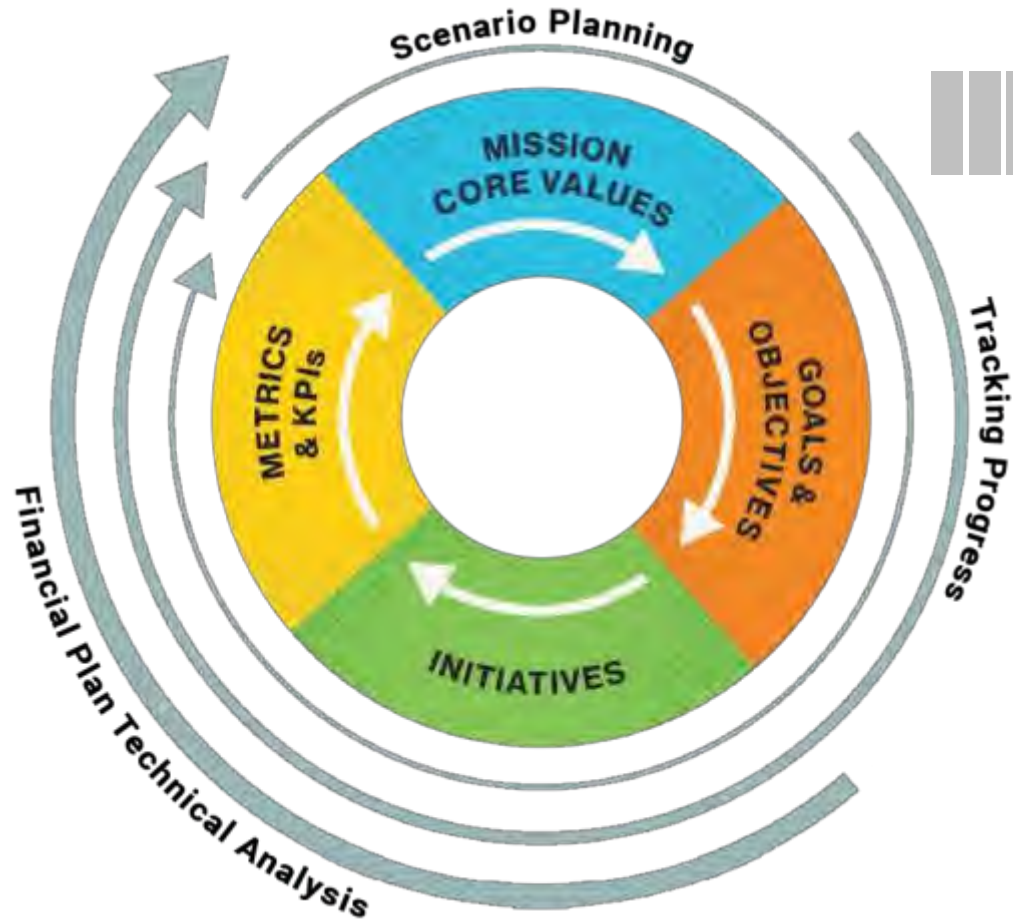 Scenario Planning
MISSION
CORE VALUES
GOALS &
OBJECTIVES
INITIATIVES
METRICS
& KPIs
Tracking Progress
Financial Plan Technical Analysis